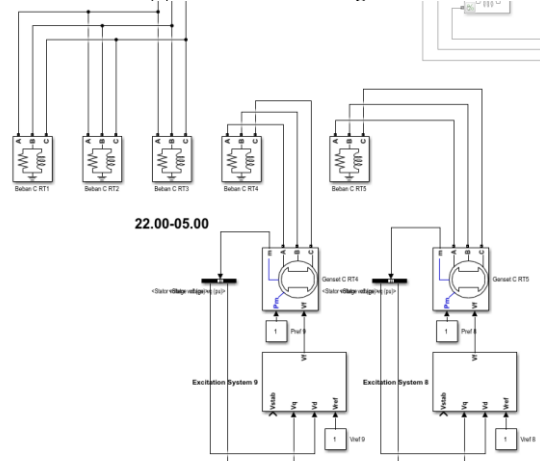 A B C A B C A B C A B C A B C
Beban C RT1 Beban C RT2 Beban C RT3 Beban C RT4 Beban C RT5
22.00-05.00
m A B C m A B C
Genset C RT4 Genset C RT5
Pm Vf Pm Vf
1 1
Pref 9 Pref 8
Vf Vf
Excitation System 9 Excitation System 8
Vstab Vq Vd Vref Vstab Vq Vd Vref
1 Vref 9 1 Vref 8